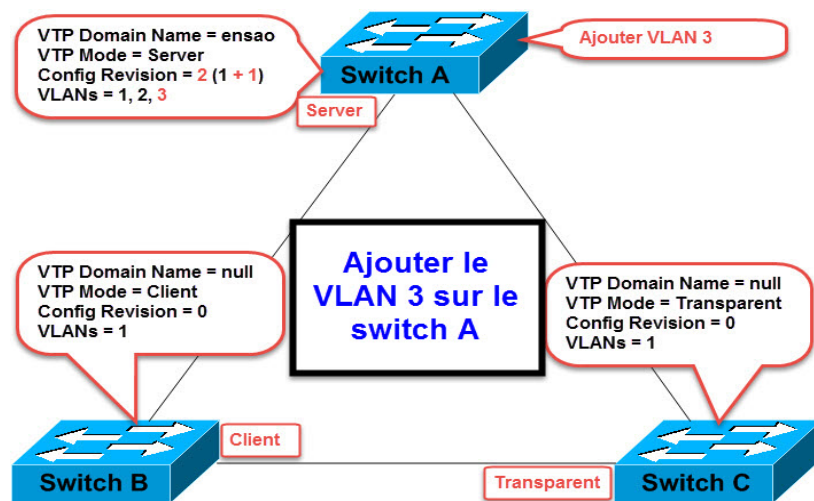 VTP Domain Name = ensao
VTP Mode = Server
Config Revision = 2 (1 + 1)
VLANs = 1, 2, 3
Ajouter VLAN 3
Switch A
Server
Ajouter le
VLAN 3 sur le
switch A
VTP Domain Name = null
VTP Mode = Client
Config Revision = 0
VLANs = 1
VTP Domain Name = null
VTP Mode = Transparent
Config Revision = 0
VLANs = 1
Client
Switch B
Transparent
Switch C